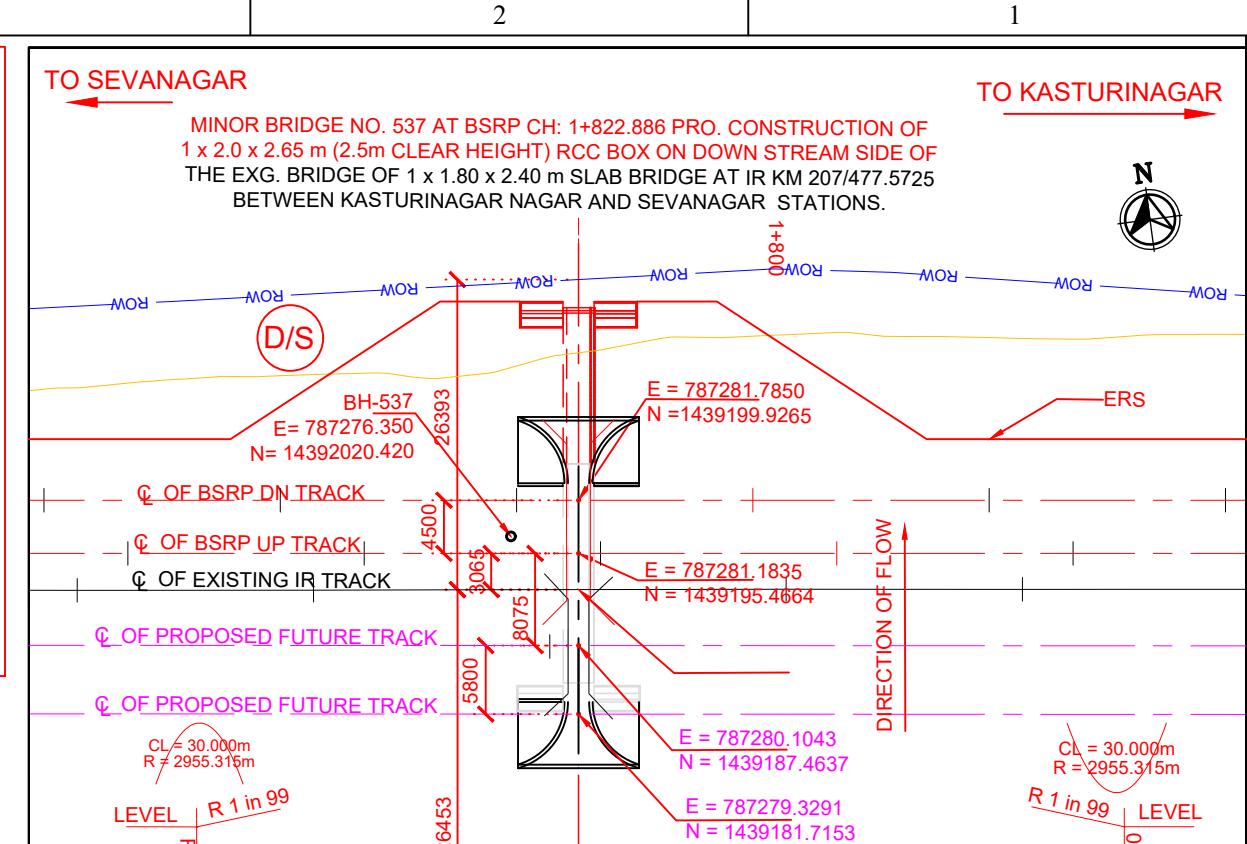 2
1
TO SEVANAGAR
TO KASTURINAGAR
MINOR BRIDGE NO. 537 AT BSRP CH: 1+822.886 PRO. CONSTRUCTION OF
1 x 2.0 x 2.65 m (2.5m CLEAR HEIGHT) RCC BOX ON DOWN STREAM SIDE OF
THE EXG. BRIDGE OF 1 x 1.80 x 2.40 m SLAB BRIDGE AT IR KM 207/477.5725
BETWEEN KASTURINAGAR NAGAR AND SEVANAGAR STATIONS.
N
1+800
ROW
ROW
ROW
ROW
ROW
ROW
ROW
ROW
ROW
D/S
BH-537
E= 787276.350
N= 14392020.420
26393
E = 787281.7850
N =1439199.9265
ERS
℄ OF BSRP DN TRACK
4500
℄ OF BSRP UP TRACK
3065
℄ OF EXISTING IR TRACK
8075
E = 787281.1835
N = 1439195.4664
DIRECTION OF FLOW
℄ OF PROPOSED FUTURE TRACK
5800
℄ OF PROPOSED FUTURE TRACK
E = 787280.1043
N = 1439187.4637
CL = 30.000m
R = 2955.315m
CL = 30.000m
R = 2955.315m
LEVEL
R 1 in 99
E = 787279.3291
N = 1439181.7153
R 1 in 99
LEVEL